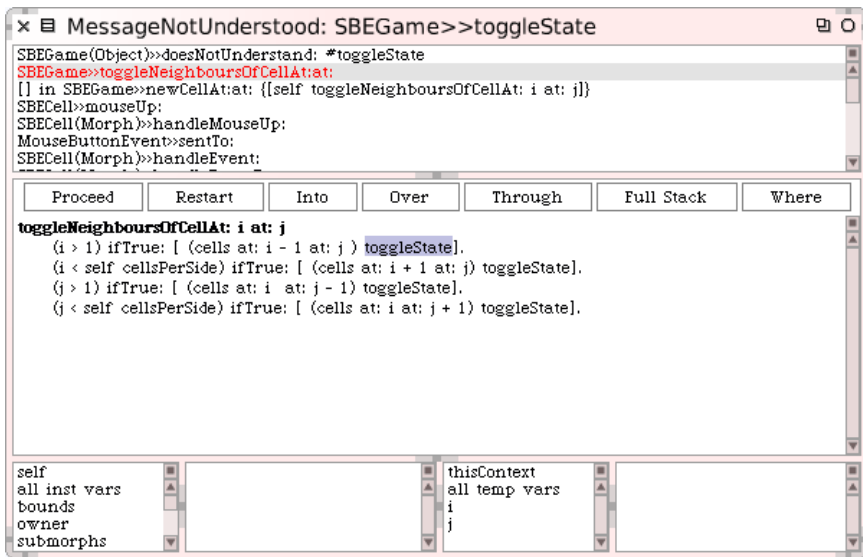 MessageNotUnderstood: SBEGame>>toggleState
SBEGame(Object)»doesNotUnderstand: #toggleState
SBEGame»toggleNeighboursOfCellAt:at:
[] in SBEGame»newCellAt:at: {[self toggleNeighboursOfCellAt: i at: j]}
SBECell»mouseUp:
SBECell(Morph)»handleMouseUp:
MouseButtonEvent»sentTo:
SBECell(Morph)»handleEvent:
Proceed Restart Into Over Through Full Stack Where
toggleNeighboursOfCellAt: i at: j
(i > 1) ifTrue: [ (cells at: i - 1 at: j ) toggleState].
(i < self cellsPerSide) ifTrue: [ (cells at: i + 1 at: j) toggleState].
(j > 1) ifTrue: [ (cells at: i at: j - 1) toggleState].
(j < self cellsPerSide) ifTrue: [ (cells at: i at: j + 1) toggleState].
self
all inst vars
bounds
owner
submorphs
thisContext
all temp vars
i
j